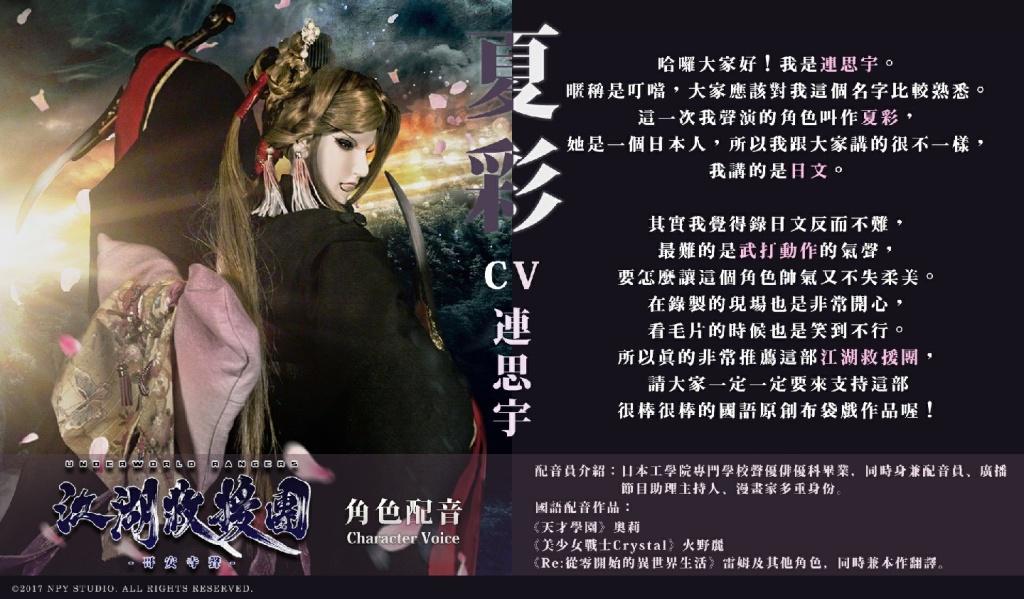 夏彩
CV
連思宇
哈囉大家好！我是連思宇。
暱稱是叮噹，大家應該對我這個名字比較熟悉。
這一次我聲演的角色叫作夏彩，
她是一個日本人，所以我跟大家講的很不一樣，
我講的是日文。
其實我覺得錄日文反而不難，
最難的是武打動作的氣聲，
要怎麼讓這個角色帥氣又不失柔美。
在錄製的現場也是非常開心，
看毛片的時候也是笑到不行。
所以真的非常推薦這部江湖救援團，
請大家一定一定要來支持這部
很棒很棒的國語原創布袋戲作品喔！
UNDERWORLD RANGERS
江湖救援團
-哥安寺聲-
角色配音
Character Voice
配音員介紹：日本工學院專門學校聲優俳優科畢業，同時身兼配音員、廣播
節目助理主持人、漫畫家多重身份。
國語配音作品：
《天才學園》奧莉
《美少女戰士Crystal》火野麗
《Re:從零開始的異世界生活》雷姆及其他角色，同時兼本作翻譯。
©2017 NPY STUDIO. ALL RIGHTS RESERVED.